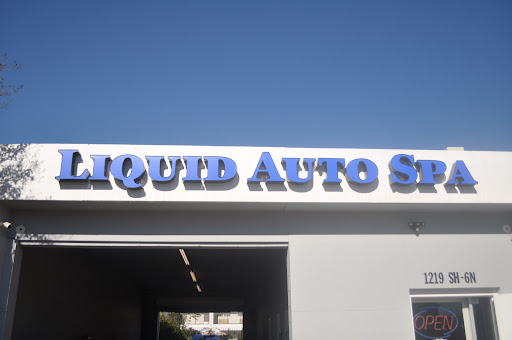 LIQUID AUTO SPA
1219 SH-6N
OPEN